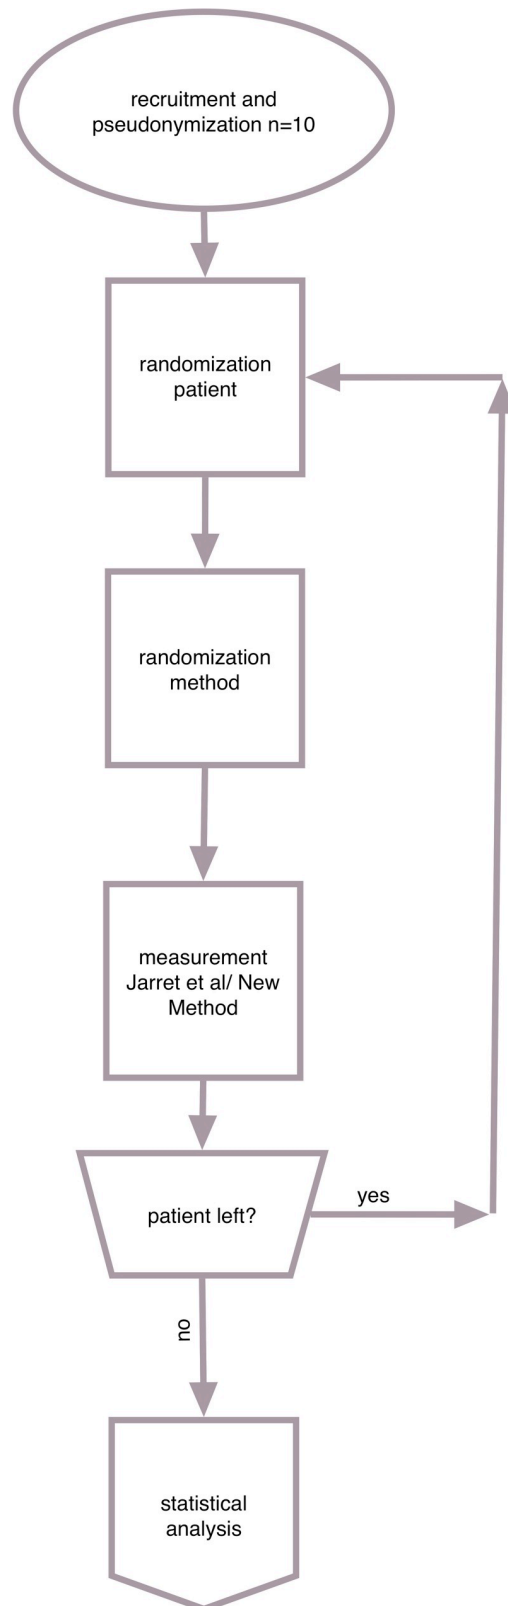 recruitment and
pseudonymization n=10
randomization
patient
randomization
method
measurement
Jarret et al/ New
Method
patient left?
yes
no
statistical
analysis